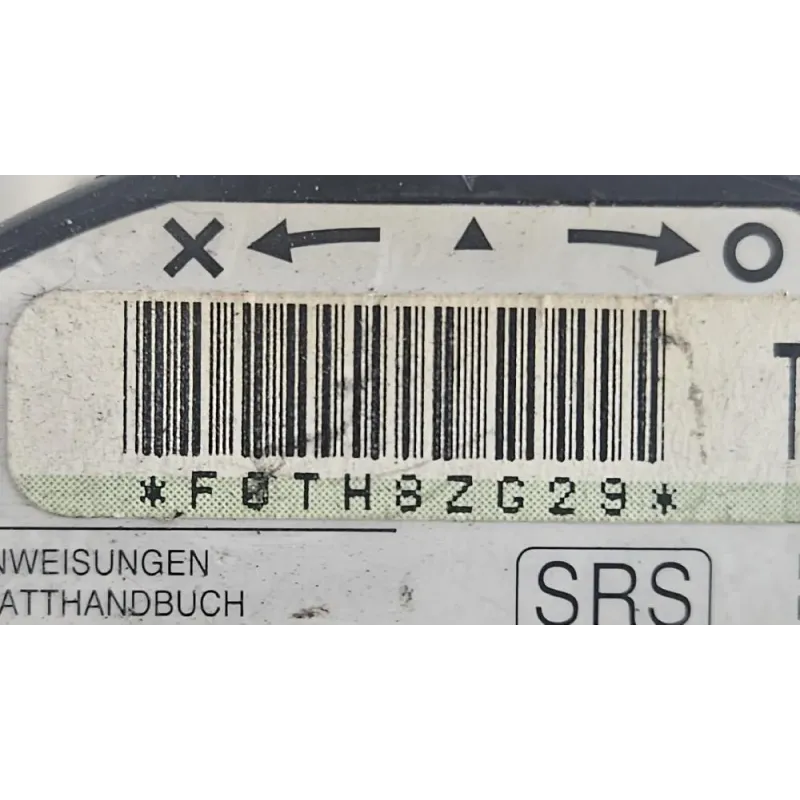 T
*F0TH8ZG29*
NWEISUNGEN
ATTHANDBUCH
SRS